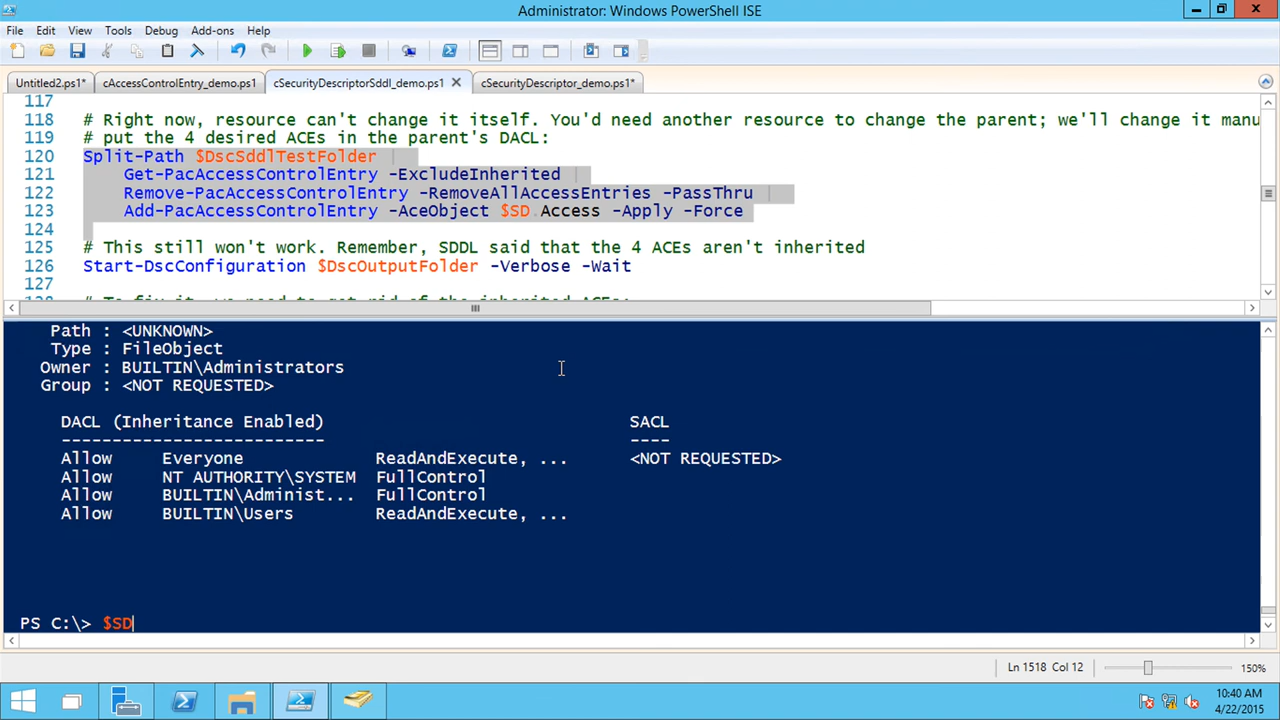 Administrator: Windows PowerShell ISE
File Edit View Tools Debug Add-ons Help
Untitled2.ps1* cAccessControlEntry_demo.ps1 cSecurityDescriptorSddl_demo.ps1 cSecurityDescriptor_demo.ps1*
117
118 # Right now, resource can't change it itself. You'd need another resource to change the parent; we'll change it manu
119 # put the 4 desired ACEs in the parent's DACL:
120 Split-Path $DscSddlTestFolder |
121 Get-PacAccessControlEntry -ExcludeInherited |
122 Remove-PacAccessControlEntry -RemoveAllAccessEntries -PassThru |
123 Add-PacAccessControlEntry -AceObject $SD.Access -Apply -Force
124
125 # This still won't work. Remember, SDDL said that the 4 ACEs aren't inherited
126 Start-DscConfiguration $DscOutputFolder -Verbose -Wait
127
128 # To fix it, we need to get rid of the inherited ACEs:
Path : <UNKNOWN>
Type : FileObject
Owner : BUILTIN\Administrators
Group : <NOT REQUESTED>
DACL (Inheritance Enabled) SACL
-------------------------- ----
Allow Everyone ReadAndExecute, ... <NOT REQUESTED>
Allow NT AUTHORITY\SYSTEM FullControl
Allow BUILTIN\Administ... FullControl
Allow BUILTIN\Users ReadAndExecute, ...
PS C:\> $SD
Ln 1518 Col 12 150%
10:40 AM
4/22/2015